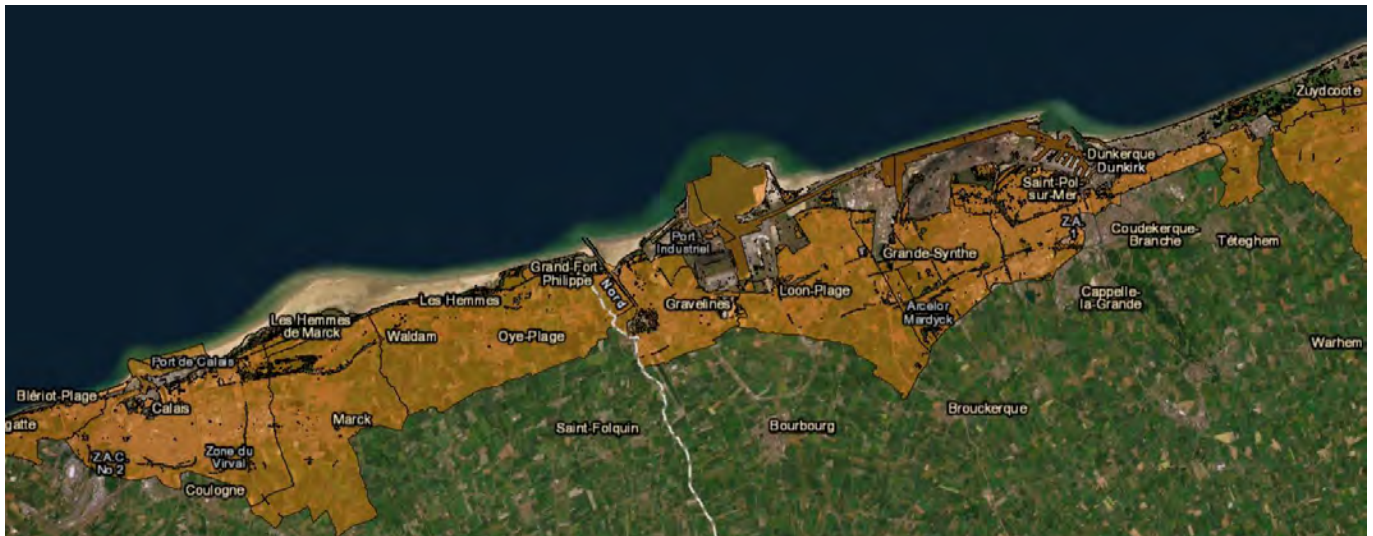 Zuydcoote
Dunkerque
Dunkirk
Saint-Pol-
sur-Mer
Z.A.
1
Coudekerque-
Branche
Téteghem
Port
Industriel
Grande-Synthe
Grand-Fort-
Philippe
Nord
Les Hemmes
Gravelines
Loon-Plage
Cappelle-
la-Grande
Arcelor
Mardyck
Les Hemmes
de Marck
Waldam
Oye-Plage
Warhem
Port de Calais
Blériot-Plage
Calais
gatte
Marck
Brouckerque
Saint-Folquin
Bourbourg
Z.A.C.
No 2
Zone du
Virval
Coulogne